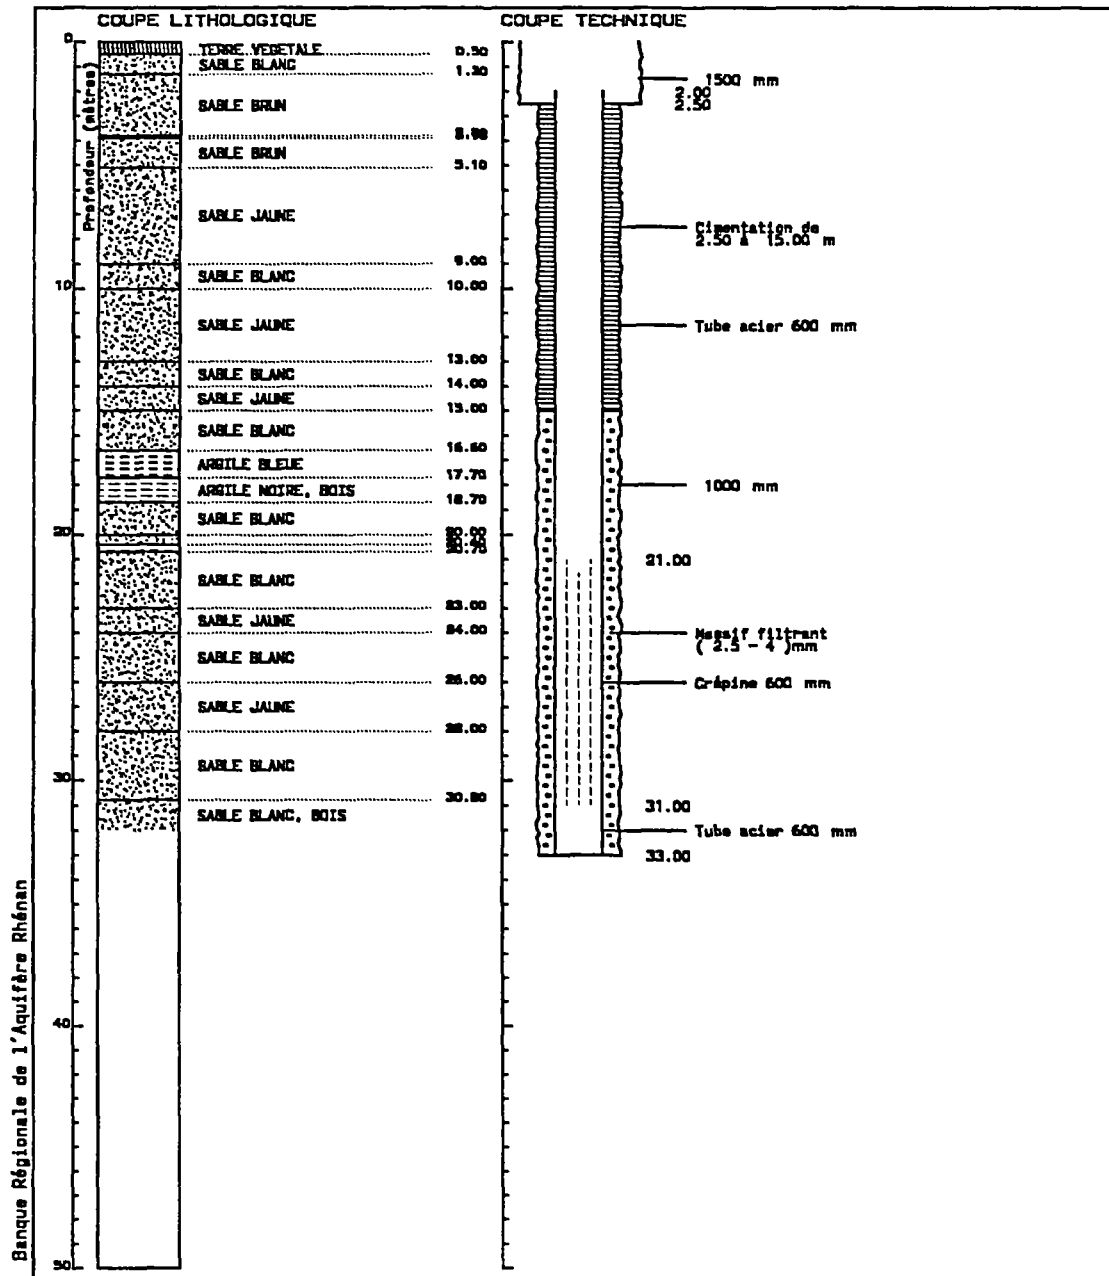 COUPE LITHOLOGIQUE
Profondeur (mètres)
0
TERRE VEGETALE
0.50
SABLE BLANC
1.30
SABLE BRUN
SABLE BRUN
5.10
SABLE JAUNE
9.00
SABLE BLANC
10
10.00
SABLE JAUNE
13.00
SABLE BLANC
14.00
SABLE JAUNE
15.00
SABLE BLANC
16.60
ARGILE BLEUE
17.70
ARGILE NOIRE, BOIS
18.70
SABLE BLANC
20
20.00
20.40
20.75
SABLE BLANC
23.00
SABLE JAUNE
24.00
SABLE BLANC
26.00
SABLE JAUNE
28.00
SABLE BLANC
30
30.80
SABLE BLANC, BOIS
40
50
COUPE TECHNIQUE
1500 mm
2.00
2.50
Cimentation de
2.50 à 15.00 m
Tube acier 600 mm
1000 mm
21.00
Massif filtrant
( 2.5 - 4 )mm
Crépine 600 mm
31.00
Tube acier 600 mm
33.00
Banque Régionale de l'Aquifère Rhénan